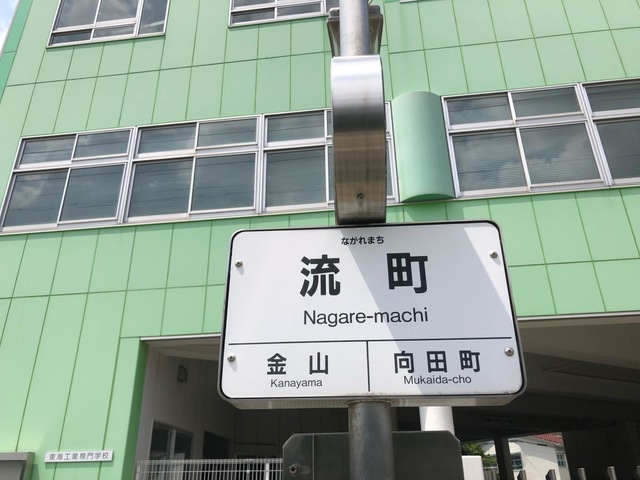 ながれまち
流町
Nagare-machi
金山
Kanayama
向田町
Mukaida-cho
東海工業専門学校